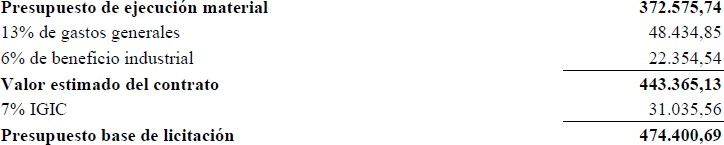 Presupuesto de ejecución material 372.575,74
13% de gastos generales 48.434,85
6% de beneficio industrial 22.354,54
Valor estimado del contrato 443.365,13
7% IGIC 31.035,56
Presupuesto base de licitación 474.400,69